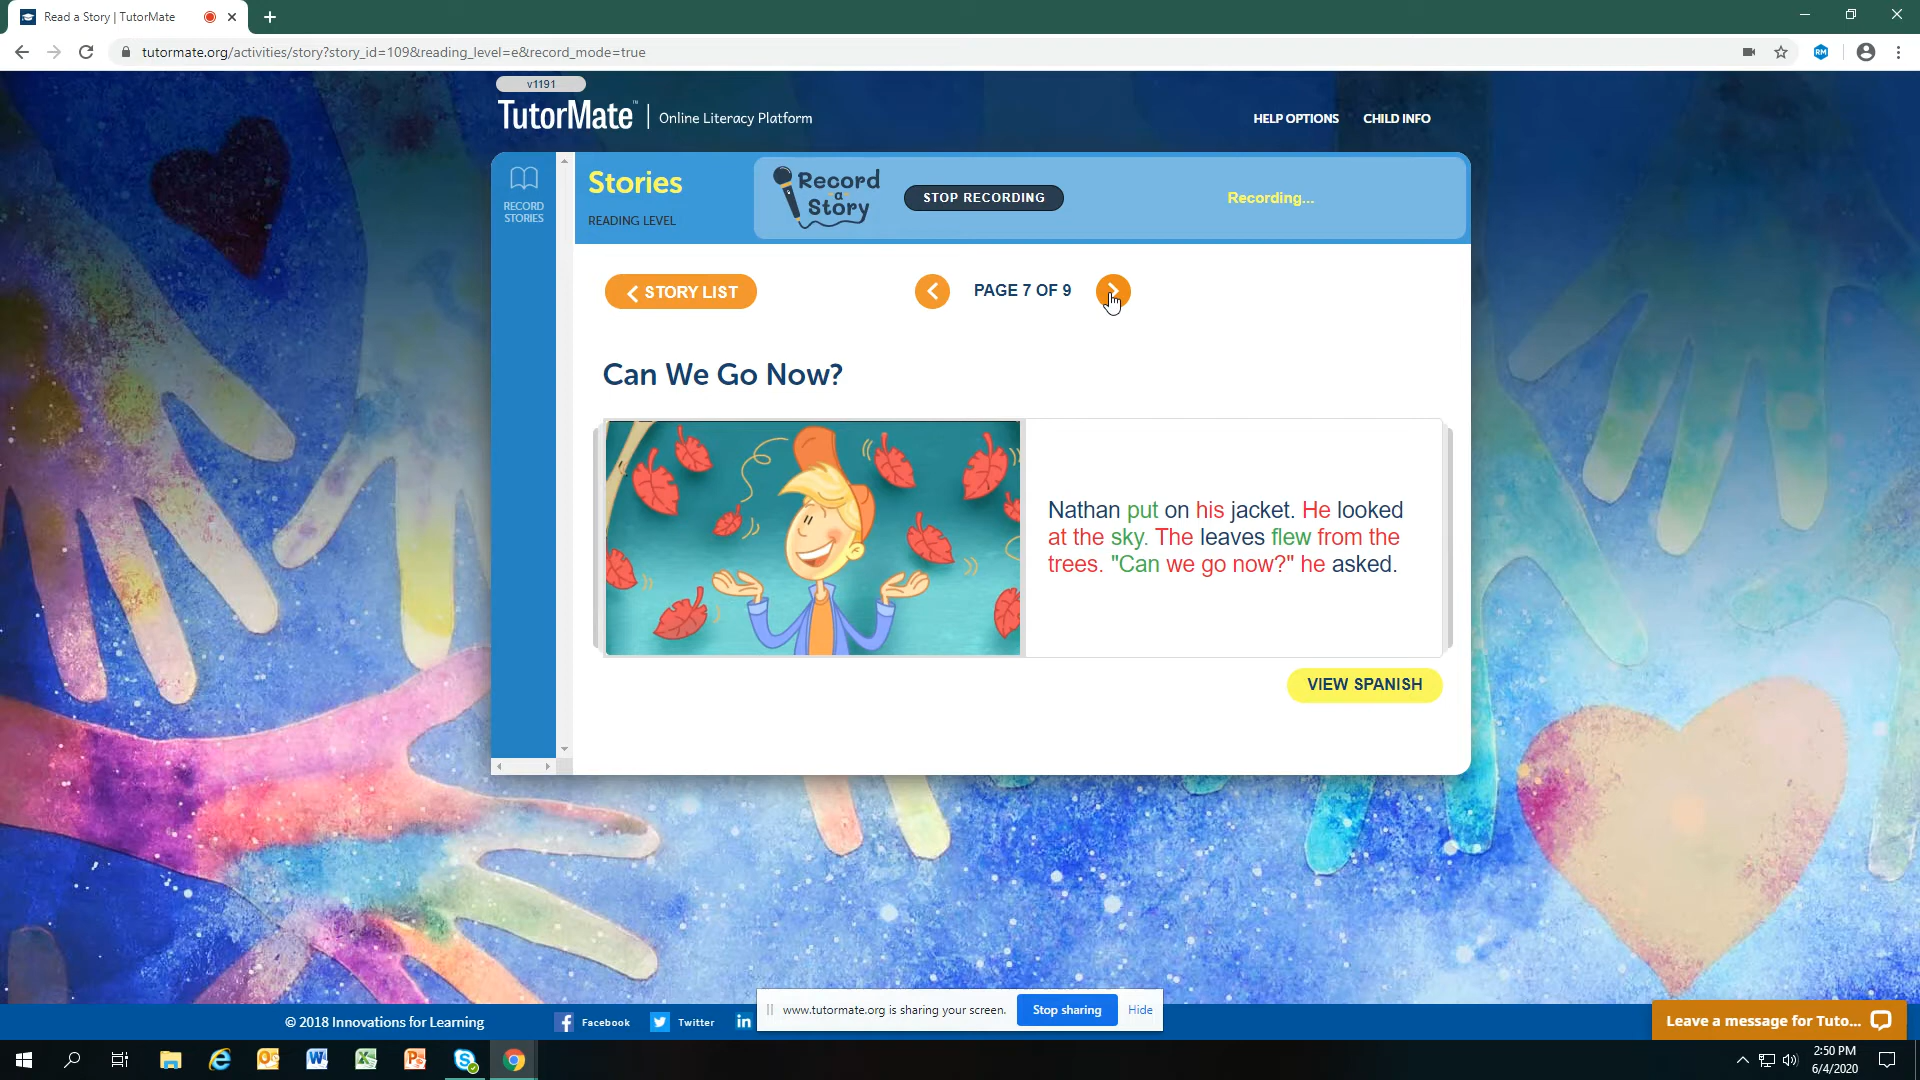 Read a Story | TutorMate
tutormate.org/activities/story?story_id=109&reading_level=e&record_mode=true
RM
v1191
TutorMate™ | Online Literacy Platform
HELP OPTIONS
CHILD INFO
RECORD
STORIES
Stories
READING LEVEL
Record
a
Story
STOP RECORDING
Recording...
STORY LIST
PAGE 7 OF 9
Can We Go Now?
Nathan put on his jacket. He looked
at the sky. The leaves flew from the
trees. "Can we go now?" he asked.
VIEW SPANISH
© 2018 Innovations for Learning
Facebook
Twitter
in
www.tutormate.org is sharing your screen.
Stop sharing
Hide
Leave a message for Tuto...
2:50 PM
6/4/2020